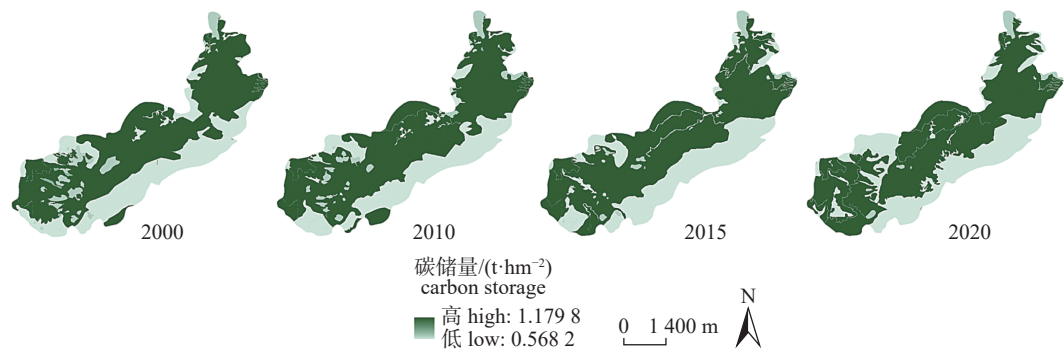 2000
2010
2015
2020
碳储量/(t·hm⁻²)
carbon storage
高 high: 1.179 8
低 low: 0.568 2
0 1 400 m
N